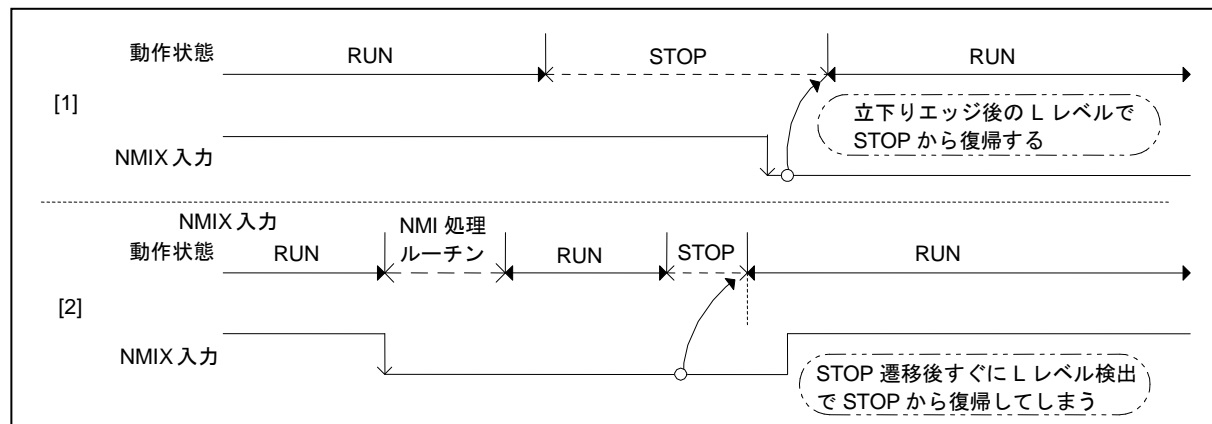 動作状態
RUN
STOP
RUN
[1]
立下りエッジ後の L レベルで
STOP から復帰する
NMIX 入力
NMIX 入力
動作状態
RUN
NMI 処理
ルーチン
RUN
STOP
RUN
[2]
NMIX 入力
STOP 遷移後すぐに L レベル検出
で STOP から復帰してしまう